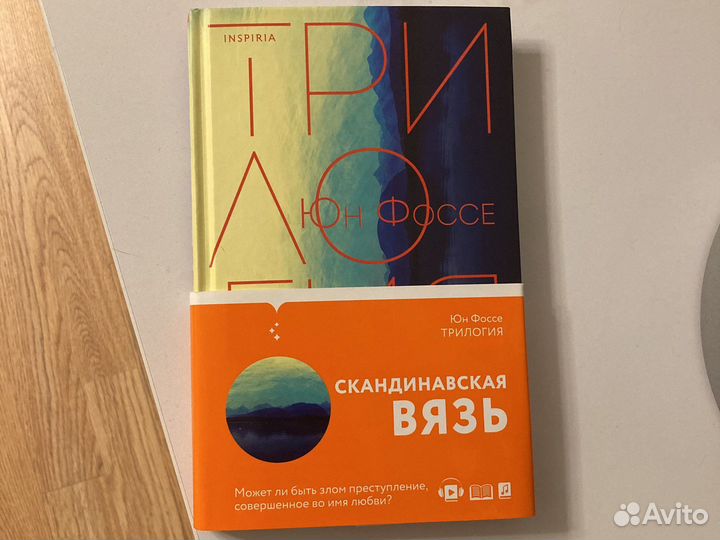 INSPIRIA
ТРИ
ЛО
ГИЯ
Юн Фоссе
Юн Фоссе
ТРИЛОГИЯ
СКАНДИНАВСКАЯ
ВЯЗЬ
Может ли быть злом преступление,
совершенное во имя любви?
Avito